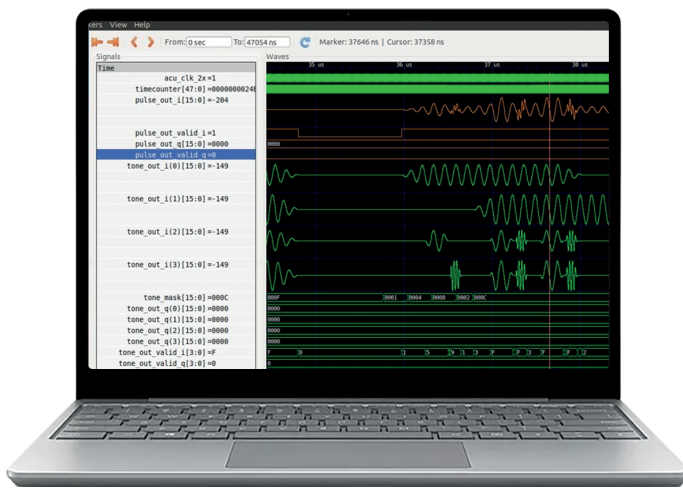 kers View Help
From: 0 sec To: 47054 ns Marker: 37646 ns | Cursor: 37358 ns
Signals Waves
Time 35 us 36 us 37 us 38 us
acu_clk_2x=1
timecounter[47:0]=0000000024
pulse_out_i[15:0]=-204
pulse_out_valid_i=1
pulse_out_q[15:0]=0000 0000
pulse_out_valid_q=0
tone_out_i(0)[15:0]=-149
tone_out_i(1)[15:0]=-149
tone_out_i(2)[15:0]=-149
tone_out_i(3)[15:0]=-149
tone_mask[15:0]=000C 000F 0001 0004 0008 0002 000C
tone_out_q(0)[15:0]=0000 0000
tone_out_q(1)[15:0]=0000 0000
tone_out_q(2)[15:0]=0000 0000
tone_out_q(3)[15:0]=0000 0000
tone_out_valid_i[3:0]=F F 0 1 5 9 1 3 F F 3 F F 2
tone_out_valid_q[3:0]=0 0